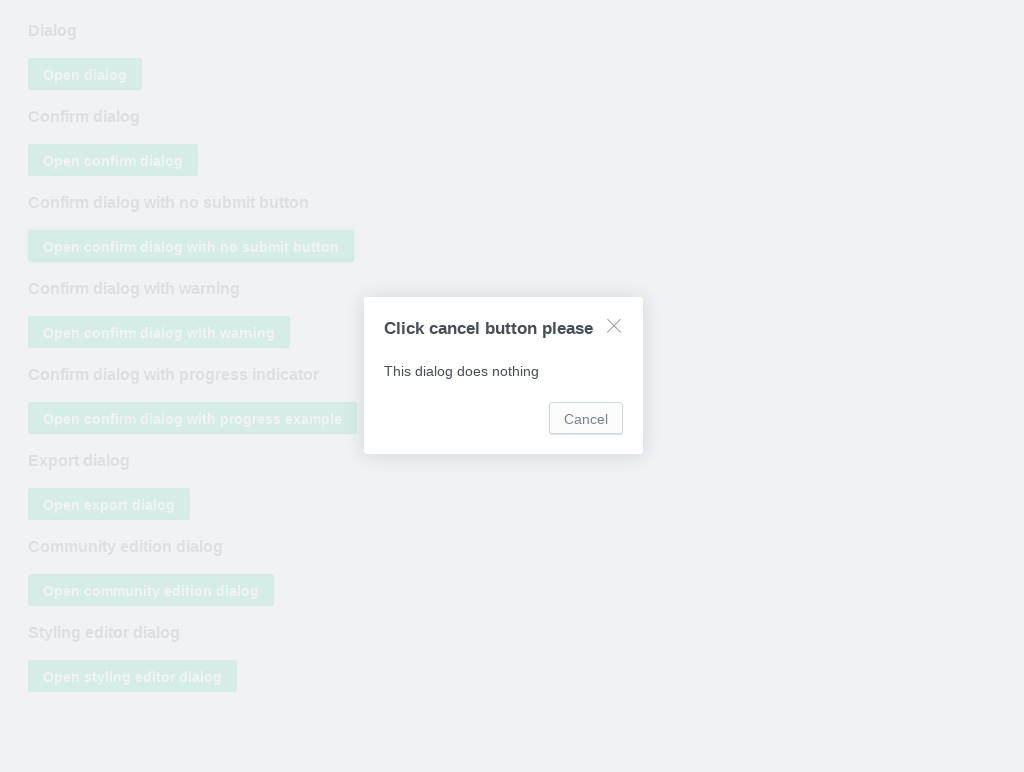 Dialog
Open dialog
Confirm dialog
Open confirm dialog
Confirm dialog with no submit button
Open confirm dialog with no submit button
Confirm dialog with warning
Open confirm dialog with warning
Confirm dialog with progress indicator
Open confirm dialog with progress example
Export dialog
Open export dialog
Community edition dialog
Open community edition dialog
Styling editor dialog
Open styling editor dialog
Click cancel button please
This dialog does nothing
Cancel